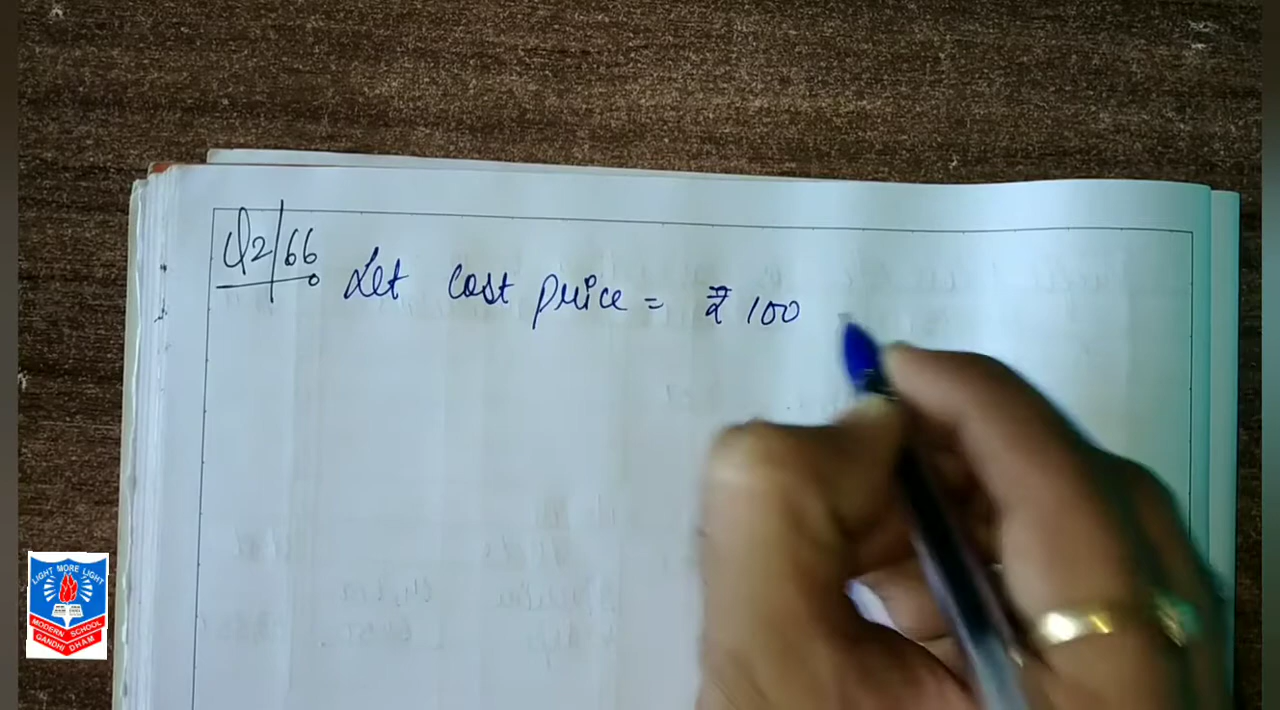 Q2/66 Let cost price = ₹ 100
LIGHT MORE LIGHT
MODERN SCHOOL
GANDHI DHAM